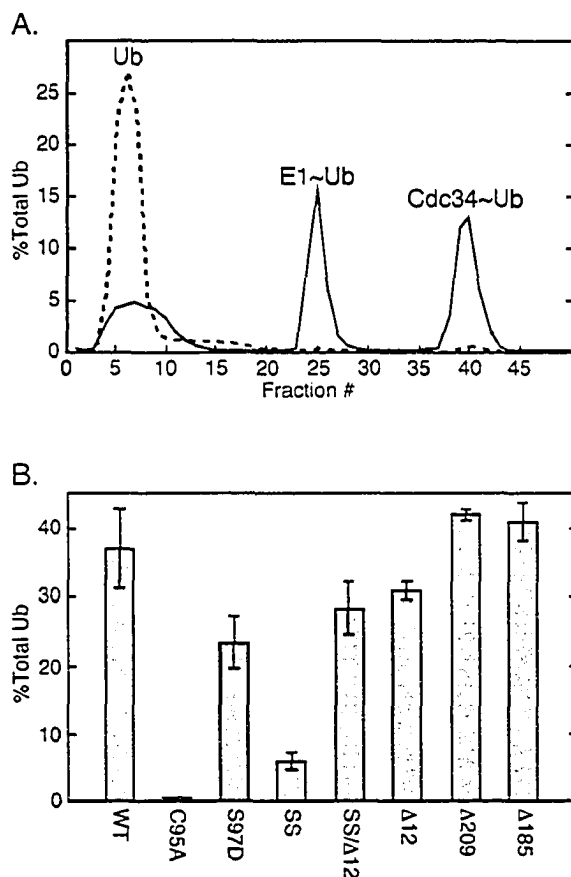 A.
Ub
E1~Ub
Cdc34~Ub
%Total Ub
25
20
15
10
5
0
0 5 10 15 20 25 30 35 40 45
Fraction #
B.
%Total Ub
40
30
20
10
0
WT
C95A
S97D
SS
SS/Δ12
Δ12
Δ209
Δ185